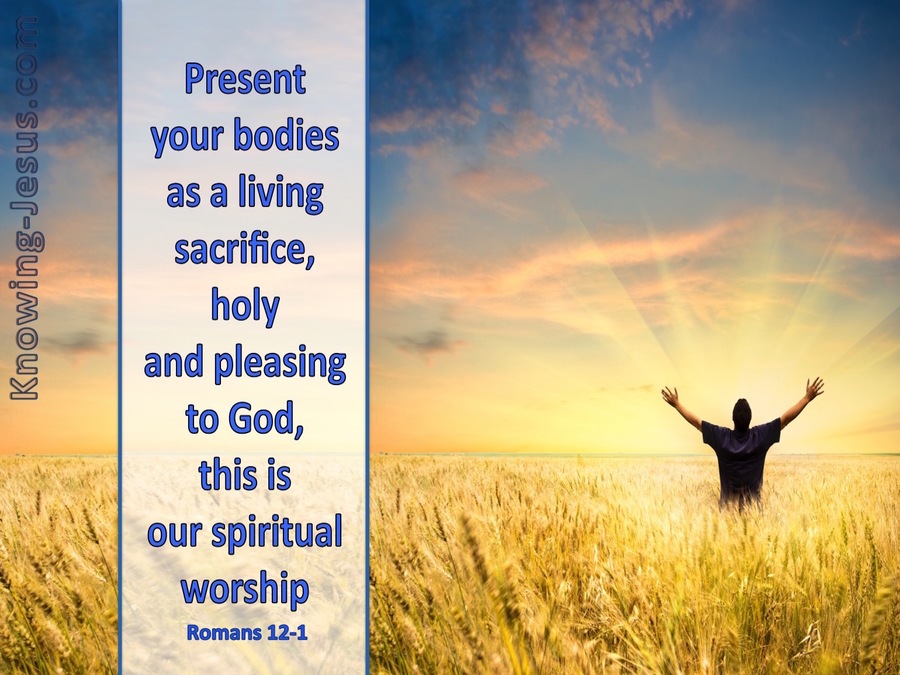 Knowing-Jesus.com
Present
your bodies
as a living
sacrifice,
holy
and pleasing
to God,
this is
our spiritual
worship
Romans 12-1